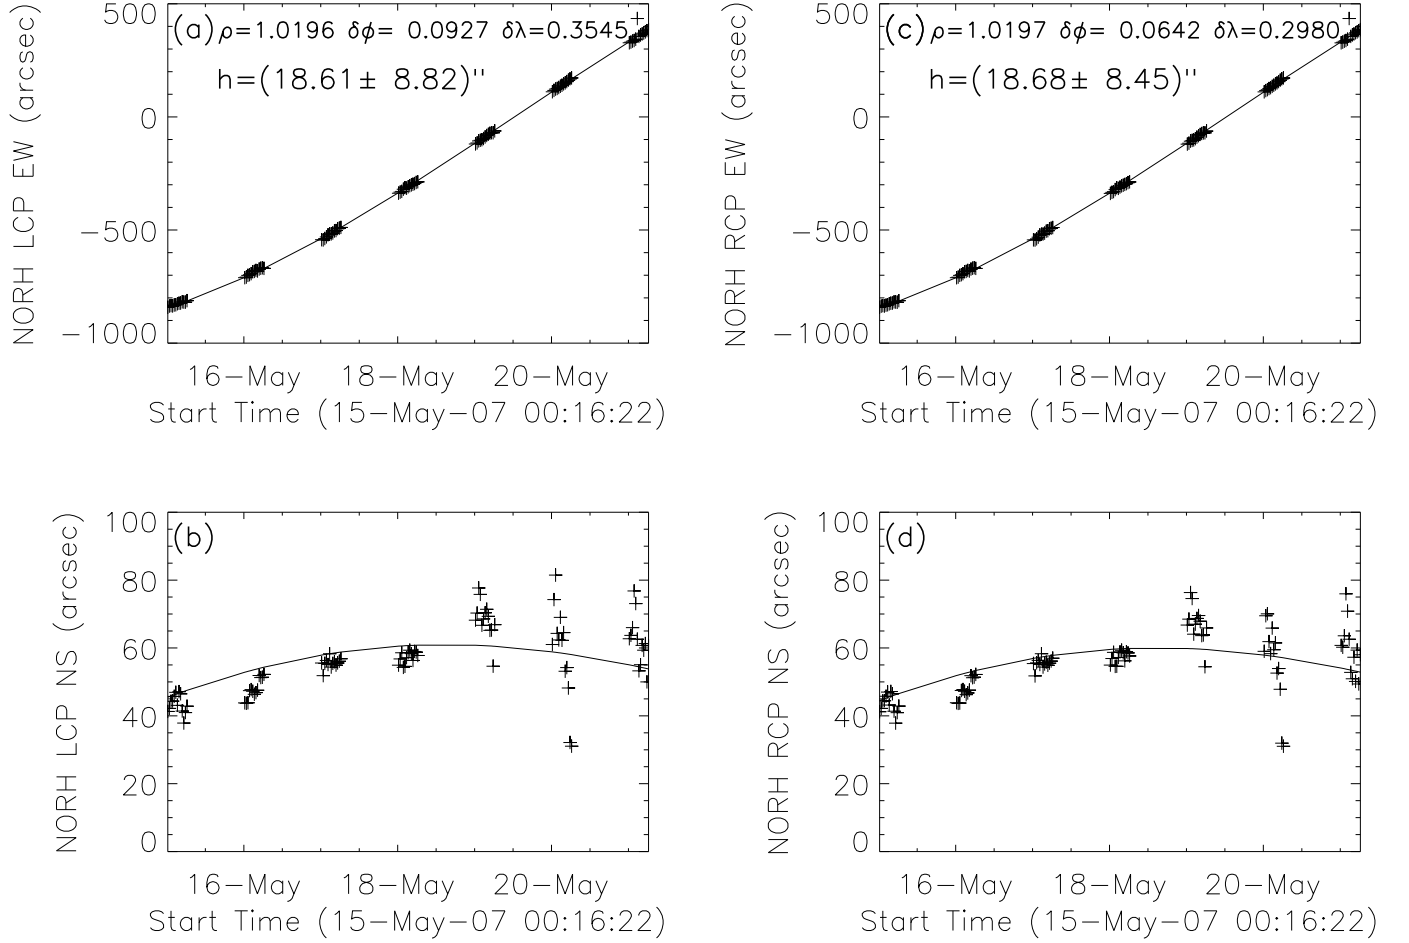 (a) ρ=1.0196 δφ= 0.0927 δλ=0.3545
h=(18.61± 8.82)''
500
0
−500
−1000
NORH LCP EW (arcsec)
16−May 18−May 20−May
Start Time (15−May−07 00:16:22)
(c) ρ=1.0197 δφ= 0.0642 δλ=0.2980
h=(18.68± 8.45)''
500
0
−500
−1000
NORH RCP EW (arcsec)
16−May 18−May 20−May
Start Time (15−May−07 00:16:22)
(b)
100
80
60
40
20
0
NORH LCP NS (arcsec)
16−May 18−May 20−May
Start Time (15−May−07 00:16:22)
(d)
100
80
60
40
20
0
NORH RCP NS (arcsec)
16−May 18−May 20−May
Start Time (15−May−07 00:16:22)